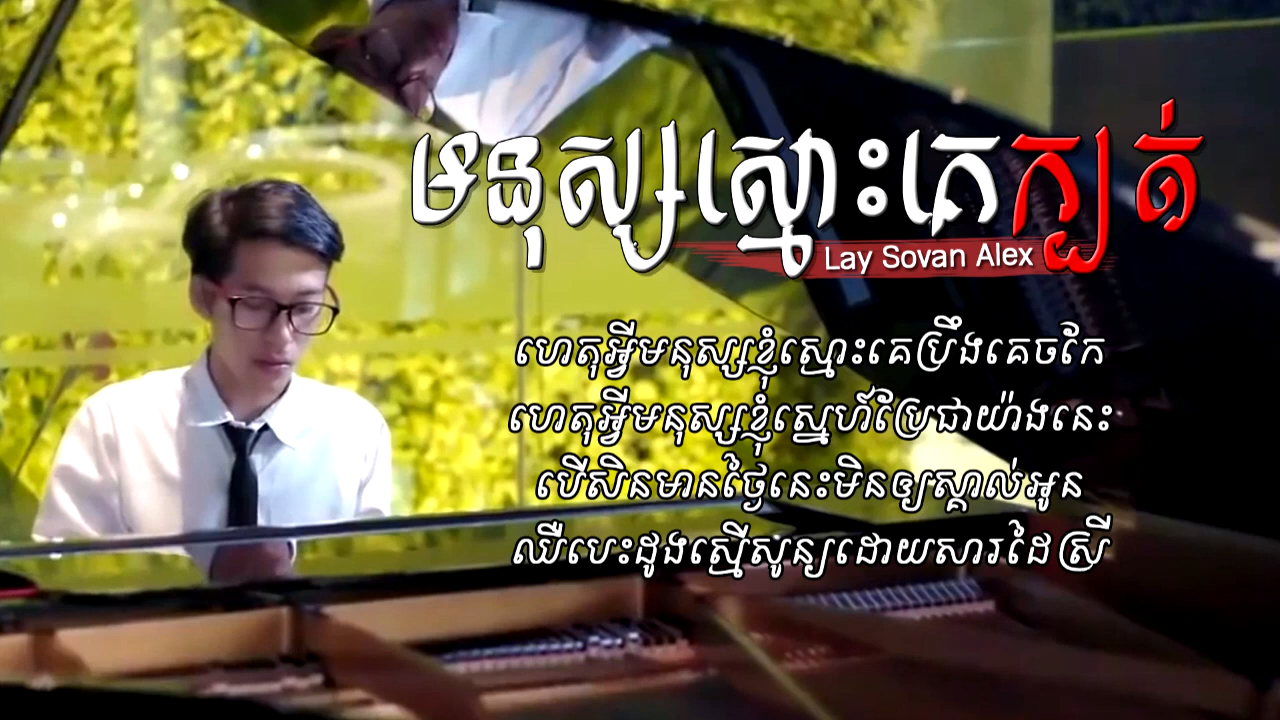 មនុស្សស្មោះគេក្បត់
Lay Sovan Alex
ហេតុអ្វីមនុស្សខ្ញុំស្មោះគេប្រឹងគេចកែ
ហេតុអ្វីមនុស្សខ្ញុំស្នេហ៍ប្រែជាយ៉ាងនេះ
បើសិនមានថ្ងៃនេះមិនឲ្យស្គាល់អូន
ឈឺបេះដូងស្មើសូន្យដោយសារដៃស្រី